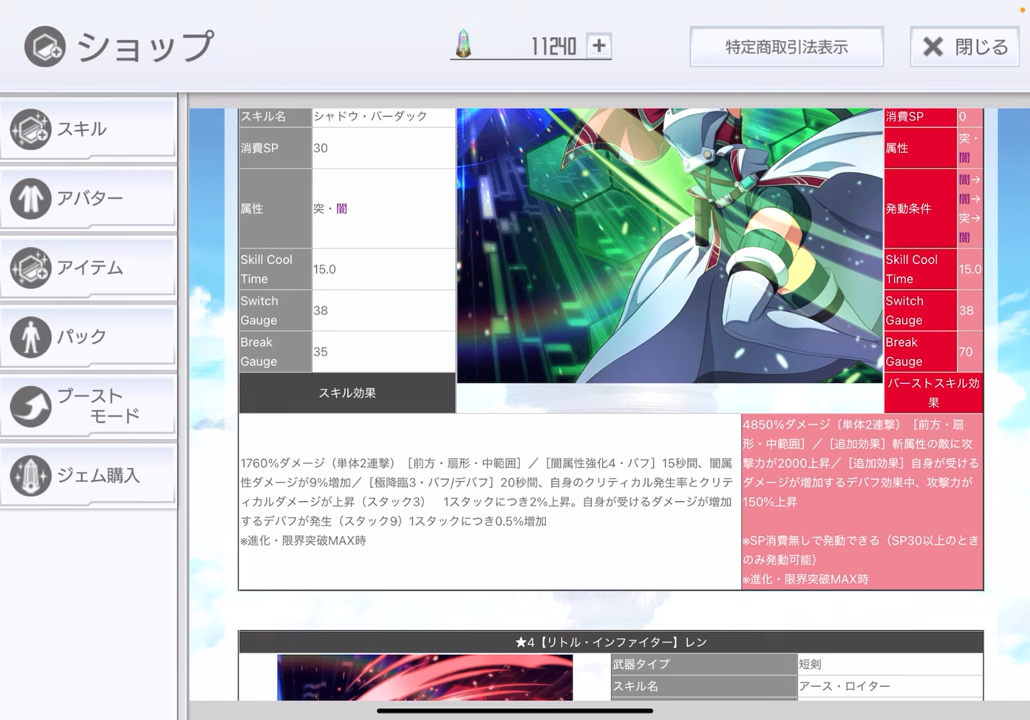 ショップ
11240
特定商取引法表示
閉じる
スキル
アバター
アイテム
パック
ブースト
モード
ジェム購入
スキル名
シャドウ・バーダック
消費SP
30
属性
突・闇
Skill Cool
Time
15.0
Switch
Gauge
38
Break
Gauge
35
スキル効果
消費SP
0
属性
突・
闇
発動条件
闇→
闇→
突→
闇
Skill Cool
Time
15.0
Switch
Gauge
38
Break
Gauge
70
バーストスキル効
果
1760%ダメージ（単体2連撃）［前方・扇形・中範囲］／［闇属性強化4・バフ］15秒間、闇属
性ダメージが9%増加／［極降臨3・バフ/デバフ］20秒間、自身のクリティカル発生率とクリテ
ィカルダメージが上昇（スタック3）　1スタックにつき2%上昇。自身が受けるダメージが増加
するデバフが発生（スタック9）1スタックにつき0.5%増加
※進化・限界突破MAX時
4850%ダメージ（単体2連撃）［前方・扇
形・中範囲］／［追加効果］斬属性の敵に攻
撃力が2000上昇／［追加効果］自身が受ける
ダメージが増加するデバフ効果中、攻撃力が
150%上昇
※SP消費無しで発動できる（SP30以上のとき
のみ発動可能）
※進化・限界突破MAX時
★4【リトル・インファイター】レン
武器タイプ
短剣
スキル名
アース・ロイター